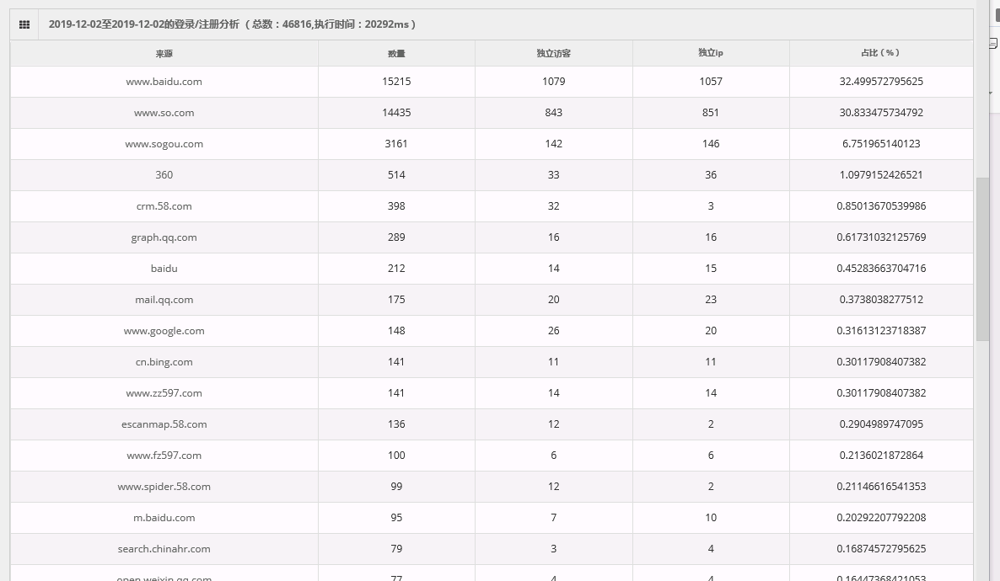 2019-12-02至2019-12-02的登录/注册分析 （总数：46816,执行时间：20292ms）
来源 数量 独立访客 独立ip 占比（%）
www.baidu.com 15215 1079 1057 32.499572795625
www.so.com 14435 843 851 30.833475734792
www.sogou.com 3161 142 146 6.751965140123
360 514 33 36 1.0979152426521
crm.58.com 398 32 3 0.85013670539986
graph.qq.com 289 16 16 0.61731032125769
baidu 212 14 15 0.45283663704716
mail.qq.com 175 20 23 0.3738038277512
www.google.com 148 26 20 0.31613123718387
cn.bing.com 141 11 11 0.30117908407382
www.zz597.com 141 14 14 0.30117908407382
escanmap.58.com 136 12 2 0.2904989747095
www.fz597.com 100 6 6 0.2136021872864
www.spider.58.com 99 12 2 0.21146616541353
m.baidu.com 95 7 10 0.20292207792208
search.chinahr.com 79 3 4 0.16874572795625
open.weixin.qq.com 77 4 4 0.16447368421053